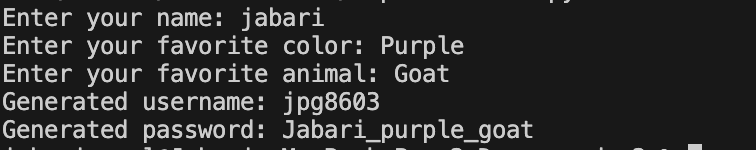 Enter your name: jabari
Enter your favorite color: Purple
Enter your favorite animal: Goat
Generated username: jpg8603
Generated password: Jabari_purple_goat